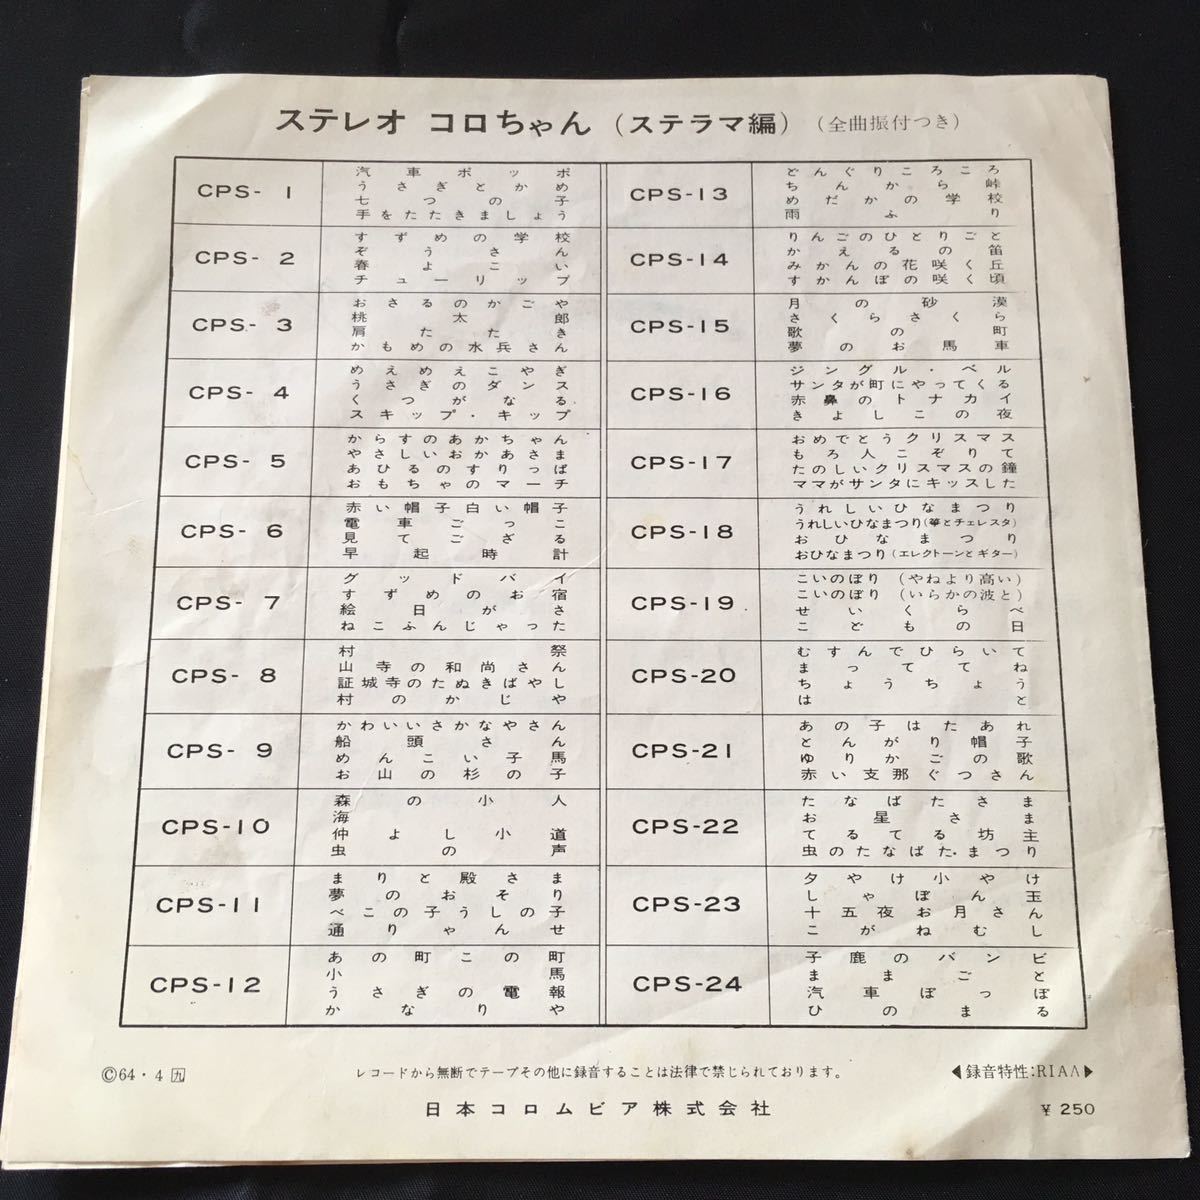 ステレオ コロちゃん (ステラマ編) (全曲振付つき)
CPS- 1
汽車ポッポ
うさぎとかめ
七つの子
手をたたきましょう
CPS- 2
すずめの学校
ぞうさん
春よこい
チューリップ
CPS- 3
おさるのかごや
桃太郎
肩たたき
かもめの水兵さん
CPS- 4
めえめえこやぎ
うさぎのダンス
くつがなる
スキップ・キップ
CPS- 5
からすのあかちゃん
やさしいおかあさま
あひるのすりっぱ
おもちゃのマーチ
CPS- 6
赤い帽子白い帽子
電車ごっこ
見てござる
早起時計
CPS- 7
グッドバイ
すずめのお宿
絵日がさ
ねこふんじゃった
CPS- 8
村祭
山寺の和尚さん
証城寺のたぬきばやし
村のかじや
CPS- 9
かわいいさかなやさん
船頭さん
めんこい子馬
お山の杉の子
CPS-10
森の小人
海
仲よし小道
虫の声
CPS-11
まりと殿さま
夢のおそり
べこの子うしの子
通りゃんせ
CPS-12
あの町この町
小馬
うさぎの電報
かなりや
CPS-13
どんぐりころころ
ちんから峠
めだかの学校
雨ふり
CPS-14
りんごのひとりごと
かえるの笛
みかんの花咲く丘
すかんぽの咲く頃
CPS-15
月の砂漠
さくらさくら
歌の町
夢のお馬車
CPS-16
ジングル・ベル
サンタが町にやってくる
赤鼻のトナカイ
きよしこの夜
CPS-17
おめでとうクリスマス
もろ人こぞりて
たのしいクリスマスの鐘
ママがサンタにキッスした
CPS-18
うれしいひなまつり
うれしいひなまつり(箏とチェレスタ)
おひなまつり
おひなまつり(エレクトーンとギター)
CPS-19
こいのぼり (やねより高い)
こいのぼり (いらかの波と)
せいくらべ
こどもの日
CPS-20
むすんでひらいて
まっててね
ちょうちょう
はと
CPS-21
あの子はたあれ
とんがり帽子
ゆりかごの歌
赤い支那ぐつさん
CPS-22
たなばたさま
お星さま
てるてる坊主
虫のたなばたまつり
CPS-23
夕やけ小やけ
しゃぼん玉
十五夜お月さん
こがねむし
CPS-24
子鹿のバンビ
ままごと
汽車ぽっぽ
ひのまる
©64・4 九
レコードから無断でテープその他に録音することは法律で禁じられております。
◀録音特性:RIAA▶
日本コロムビア株式会社
¥ 250